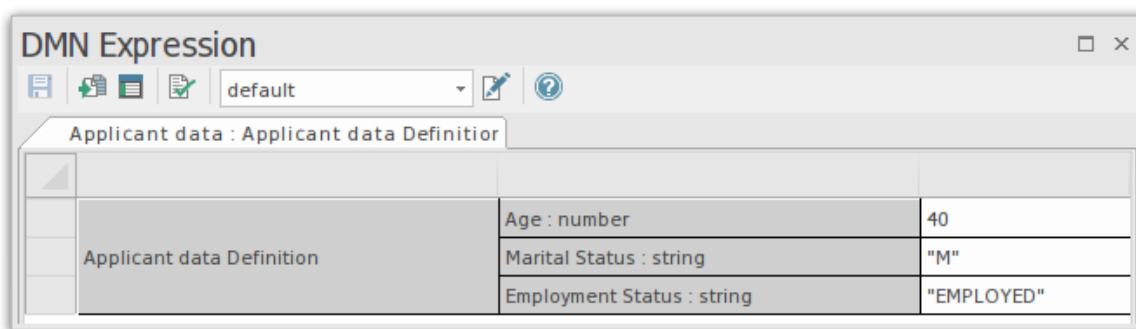 DMN Expression
default
Applicant data : Applicant data Definition
Age : number
40
Applicant data Definition
Marital Status : string
"M"
Employment Status : string
"EMPLOYED"